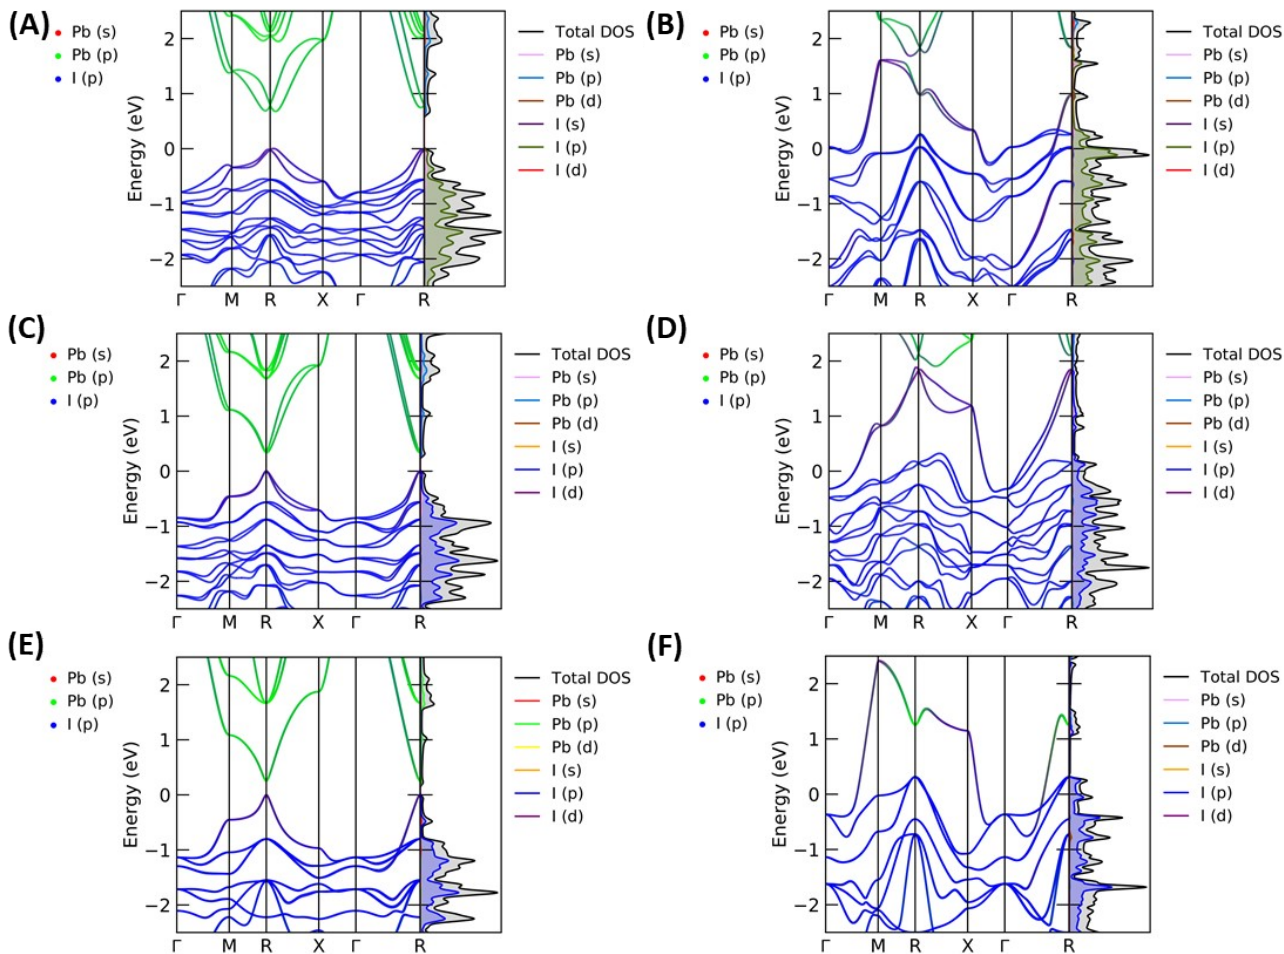 (A)
Pb (s)
Pb (p)
I (p)
Energy (eV)
2
1
0
−1
−2
Γ M R X Γ R
Total DOS
Pb (s)
Pb (p)
Pb (d)
I (s)
I (p)
I (d)
(B)
Pb (s)
Pb (p)
I (p)
Energy (eV)
2
1
0
−1
−2
Γ M R X Γ R
Total DOS
Pb (s)
Pb (p)
Pb (d)
I (s)
I (p)
I (d)
(C)
Pb (s)
Pb (p)
I (p)
Energy (eV)
2
1
0
−1
−2
Γ M R X Γ R
Total DOS
Pb (s)
Pb (p)
Pb (d)
I (s)
I (p)
I (d)
(D)
Pb (s)
Pb (p)
I (p)
Energy (eV)
2
1
0
−1
−2
Γ M R X Γ R
Total DOS
Pb (s)
Pb (p)
Pb (d)
I (s)
I (p)
I (d)
(E)
Pb (s)
Pb (p)
I (p)
Energy (eV)
2
1
0
−1
−2
Γ M R X Γ R
Total DOS
Pb (s)
Pb (p)
Pb (d)
I (s)
I (p)
I (d)
(F)
Pb (s)
Pb (p)
I (p)
Energy (eV)
2
1
0
−1
−2
Γ M R X Γ R
Total DOS
Pb (s)
Pb (p)
Pb (d)
I (s)
I (p)
I (d)